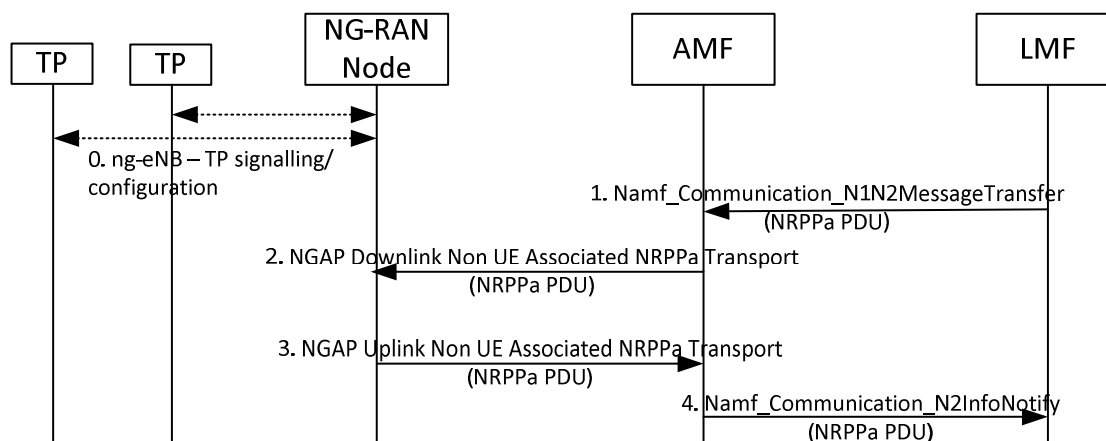 TP
TP
NG-RAN
Node
AMF
LMF
0. ng-eNB – TP signalling/
configuration
1. Namf_Communication_N1N2MessageTransfer
(NRPPa PDU)
2. NGAP Downlink Non UE Associated NRPPa Transport
(NRPPa PDU)
3. NGAP Uplink Non UE Associated NRPPa Transport
(NRPPa PDU)
4. Namf_Communication_N2InfoNotify
(NRPPa PDU)